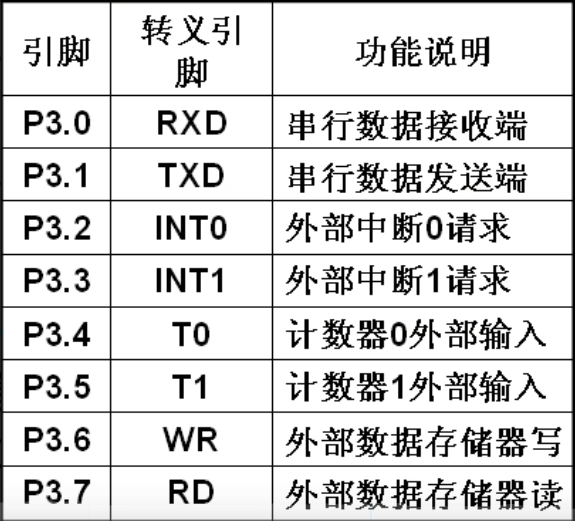 引脚 转义引脚 功能说明
P3.0 RXD 串行数据接收端
P3.1 TXD 串行数据发送端
P3.2 INT0 外部中断0请求
P3.3 INT1 外部中断1请求
P3.4 T0 计数器0外部输入
P3.5 T1 计数器1外部输入
P3.6 WR 外部数据存储器写
P3.7 RD 外部数据存储器读